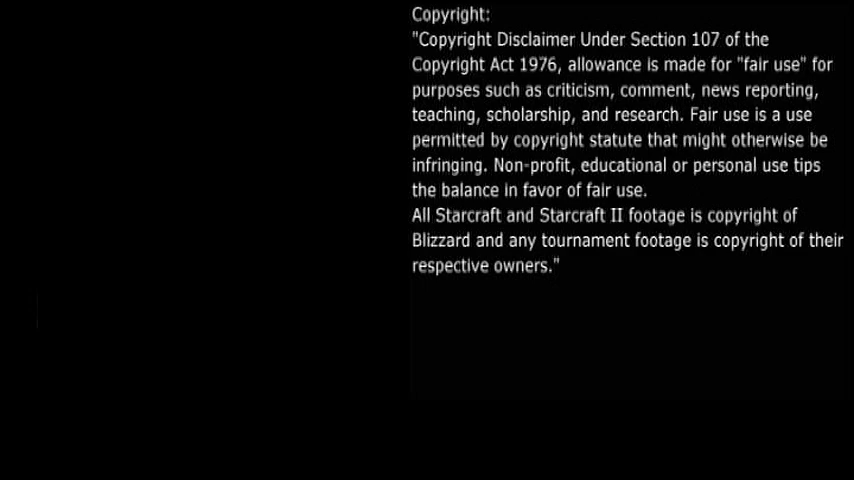 Copyright:
"Copyright Disclaimer Under Section 107 of the
Copyright Act 1976, allowance is made for "fair use" for
purposes such as criticism, comment, news reporting,
teaching, scholarship, and research. Fair use is a use
permitted by copyright statute that might otherwise be
infringing. Non-profit, educational or personal use tips
the balance in favor of fair use.
All Starcraft and Starcraft II footage is copyright of
Blizzard and any tournament footage is copyright of their
respective owners."